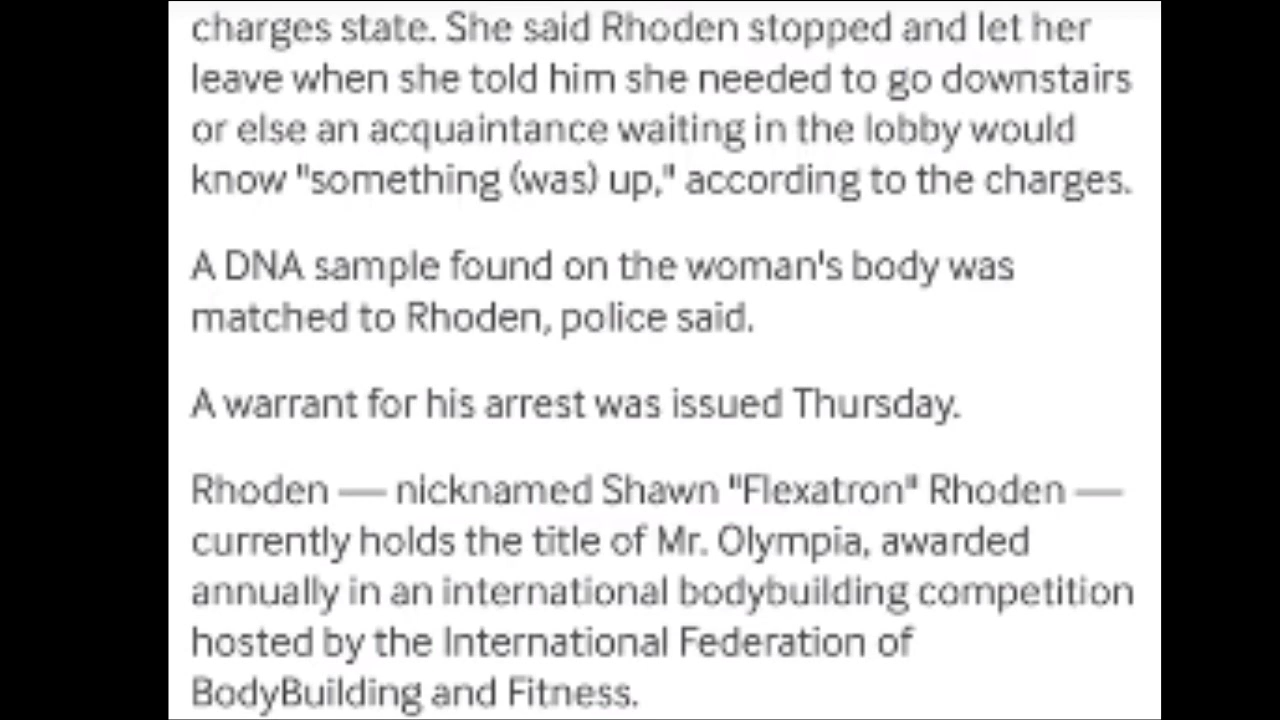 charges state. She said Rhoden stopped and let her
leave when she told him she needed to go downstairs
or else an acquaintance waiting in the lobby would
know "something (was) up," according to the charges.
A DNA sample found on the woman's body was
matched to Rhoden, police said.
A warrant for his arrest was issued Thursday.
Rhoden — nicknamed Shawn "Flexatron" Rhoden —
currently holds the title of Mr. Olympia, awarded
annually in an international bodybuilding competition
hosted by the International Federation of
BodyBuilding and Fitness.